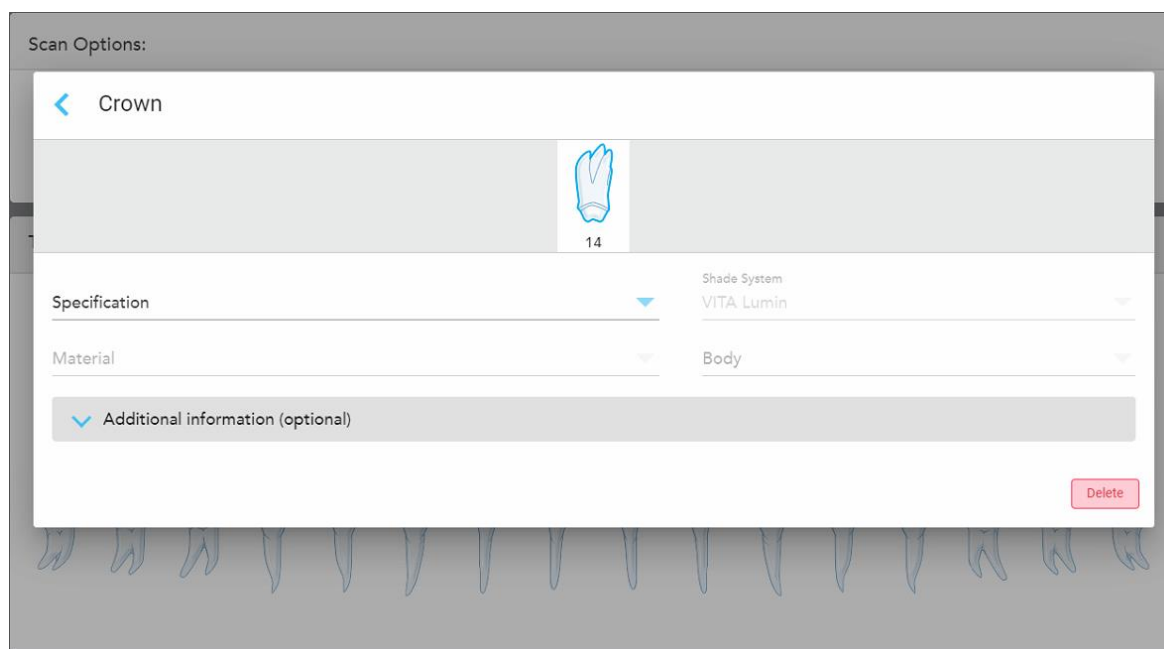 Scan Options:
Crown
14
Specification
Shade System
VITA Lumin
Material
Body
Additional information (optional)
Delete